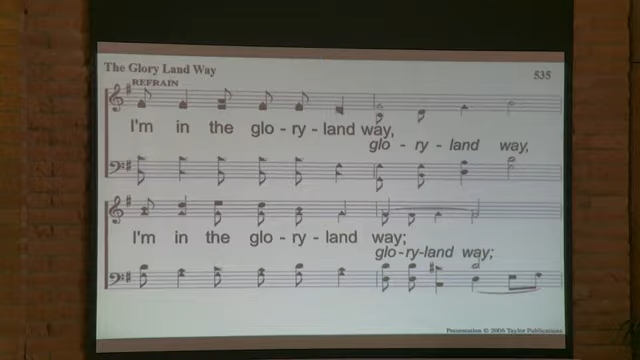 The Glory Land Way
535
REFRAIN
I'm in the glo - ry - land way,
glo - ry - land way,
I'm in the glo - ry - land way;
glo-ry-land way;
Presentation © 2006 Taylor Publications